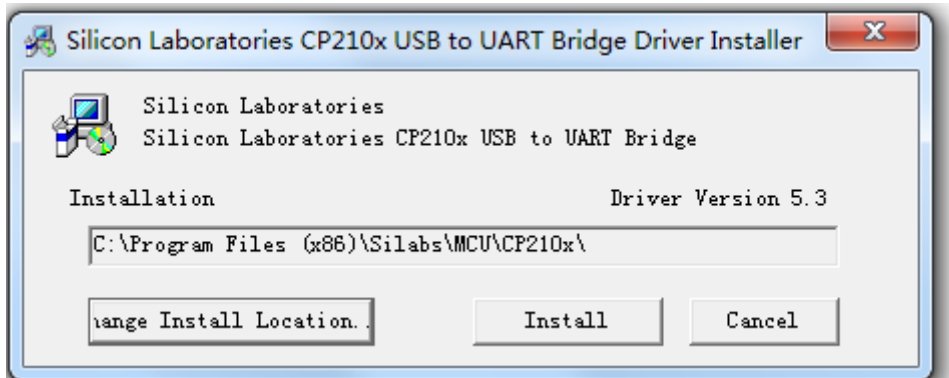 Silicon Laboratories CP210x USB to UART Bridge Driver Installer
Silicon Laboratories
Silicon Laboratories CP210x USB to UART Bridge
Installation Driver Version 5.3
C:\Program Files (x86)\Silabs\MCU\CP210x\
hange Install Location. Install Cancel